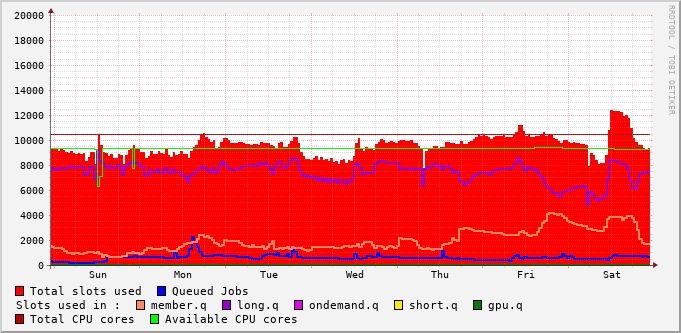 RRDTOOL / TOBI OETIKER
20000
18000
16000
14000
12000
10000
8000
6000
4000
2000
0
Sun Mon Tue Wed Thu Fri Sat
Total slots used Queued Jobs
Slots used in : member.q long.q ondemand.q short.q gpu.q
Total CPU cores Available CPU cores